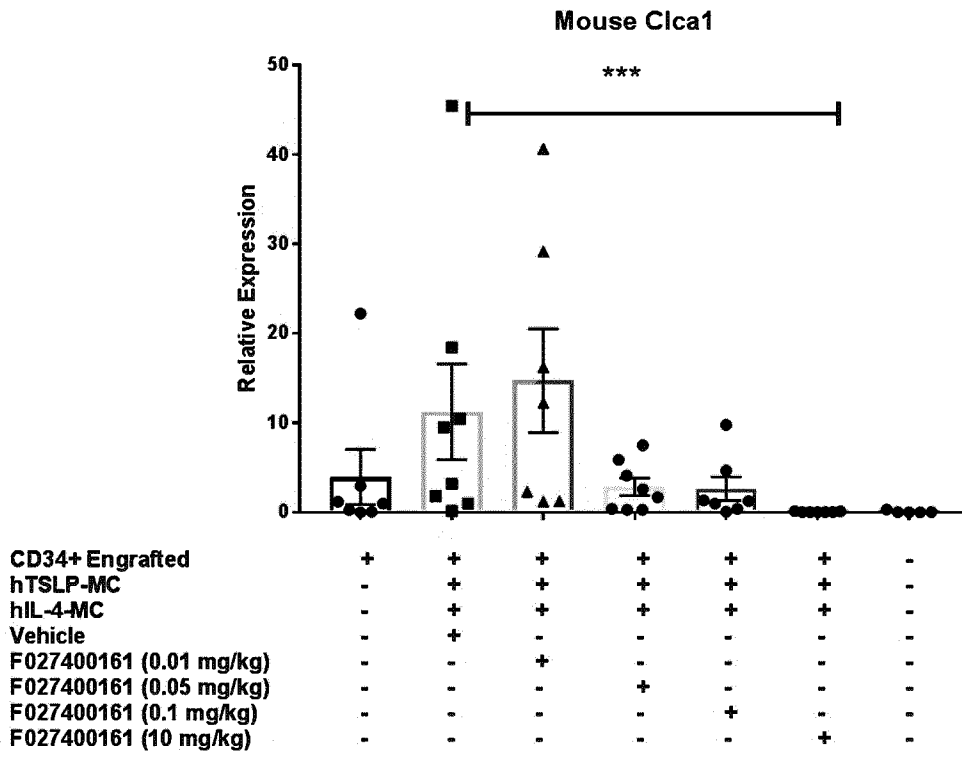 Mouse Clca1
***
50
40
30
20
10
0
Relative Expression
CD34+ Engrafted + + + + + + -
hTSLP-MC - + + + + + -
hIL-4-MC - + + + + + -
Vehicle - + - - - - -
F027400161 (0.01 mg/kg) - - + - - - -
F027400161 (0.05 mg/kg) - - - + - - -
F027400161 (0.1 mg/kg) - - - - + - -
F027400161 (10 mg/kg) - - - - - + -